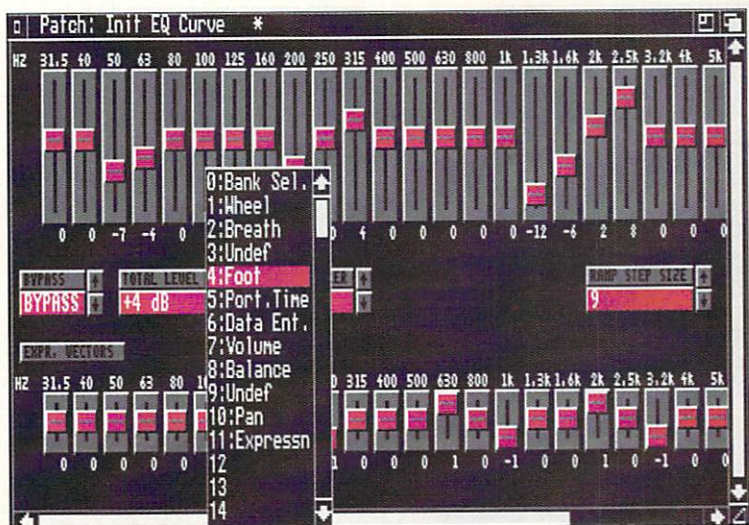 Patch: Init EQ Curve *
HZ 31.5 40 50 63 80 100 125 160 200 250 315 400 500 630 800 1k 1.3k 1.6k 2k 2.5k 3.2k 4k 5k
0 0 -7 -4 0 4 0 0 0 0 0 -12 -6 2 8 0 0 0
0:Bank Sel.
1:Wheel
2:Breath
3:Undef
4:Foot
5:Port.Time
6:Data Ent.
7:Volume
8:Balance
9:Undef
10:Pan
11:Expressn
12
13
14
BYPASS TOTAL LEVEL RAMP STEP SIZE
BYPASS +4 dB 9
EXPR. VECTORS
HZ 31.5 40 50 63 80 315 400 500 630 800 1k 1.3k 1.6k 2k 2.5k 3.2k 4k 5k
0 0 0 0 0 1 0 0 1 0 -1 0 0 1 0 -1 0 0